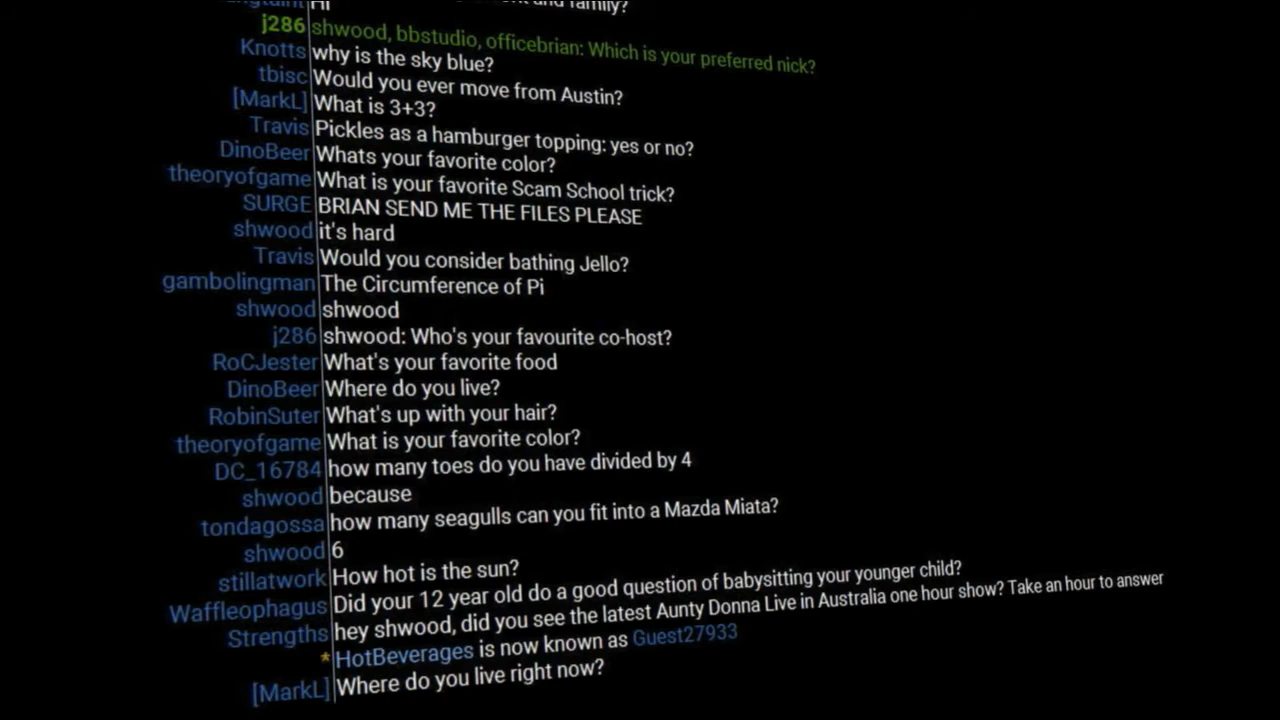 Hi and family?
j286 shwood, bbstudio, officebrian: Which is your preferred nick?
Knotts why is the sky blue?
tbisc Would you ever move from Austin?
[MarkL] What is 3+3?
Travis Pickles as a hamburger topping: yes or no?
DinoBeer Whats your favorite color?
theoryofgame What is your favorite Scam School trick?
SURGE BRIAN SEND ME THE FILES PLEASE
shwood it's hard
Travis Would you consider bathing Jello?
gambolingman The Circumference of Pi
shwood shwood
j286 shwood: Who's your favourite co-host?
RoCJester What's your favorite food
DinoBeer Where do you live?
RobinSuter What's up with your hair?
theoryofgame What is your favorite color?
DC_16784 how many toes do you have divided by 4
shwood because
tondagossa how many seagulls can you fit into a Mazda Miata?
shwood 6
stillatwork How hot is the sun?
Waffleophagus Did your 12 year old do a good question of babysitting your younger child?
Strengths hey shwood, did you see the latest Aunty Donna Live in Australia one hour show? Take an hour to answer
* HotBeverages is now known as Guest27933
[MarkL] Where do you live right now?